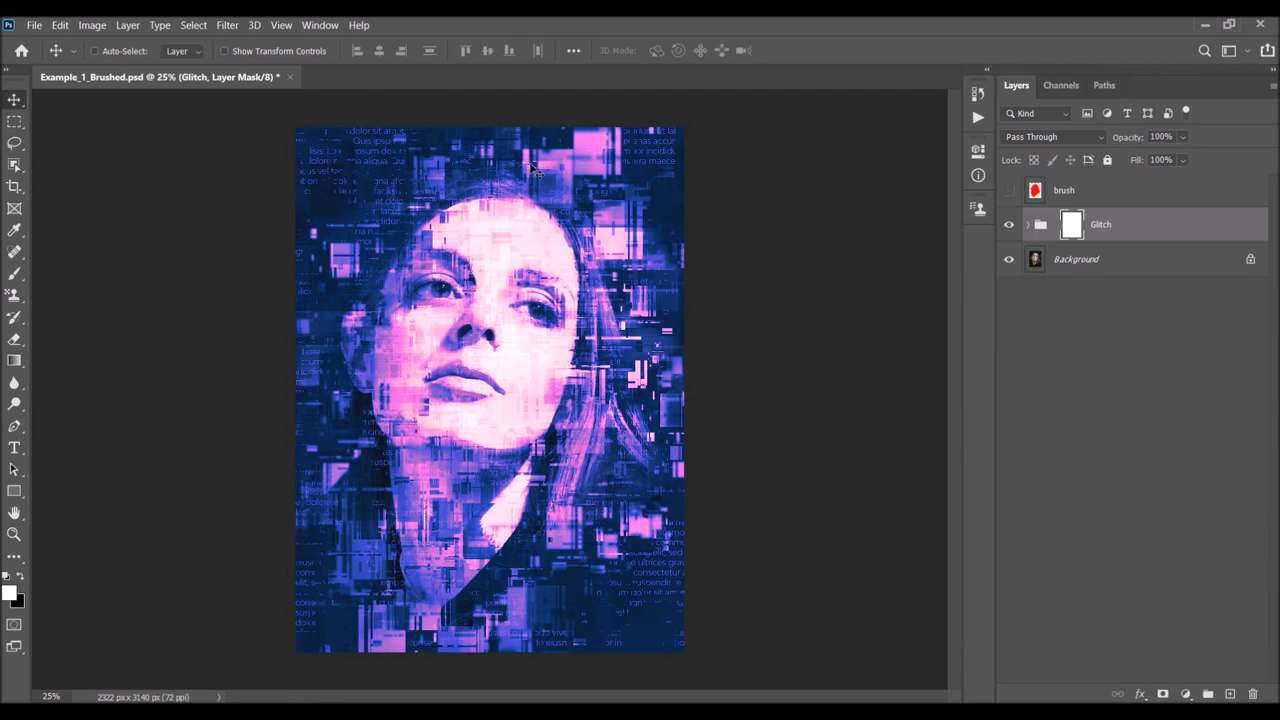 Ps File Edit Image Layer Type Select Filter 3D View Window Help
Auto-Select: Layer Show Transform Controls 3D Mode:
Example_1_Brushed.psd @ 25% (Glitch, Layer Mask/8) *
Layers Channels Paths
Kind
Pass Through Opacity: 100%
Lock: Fill: 100%
brush
Glitch
Background
25% 2322 px x 3140 px (72 ppi)